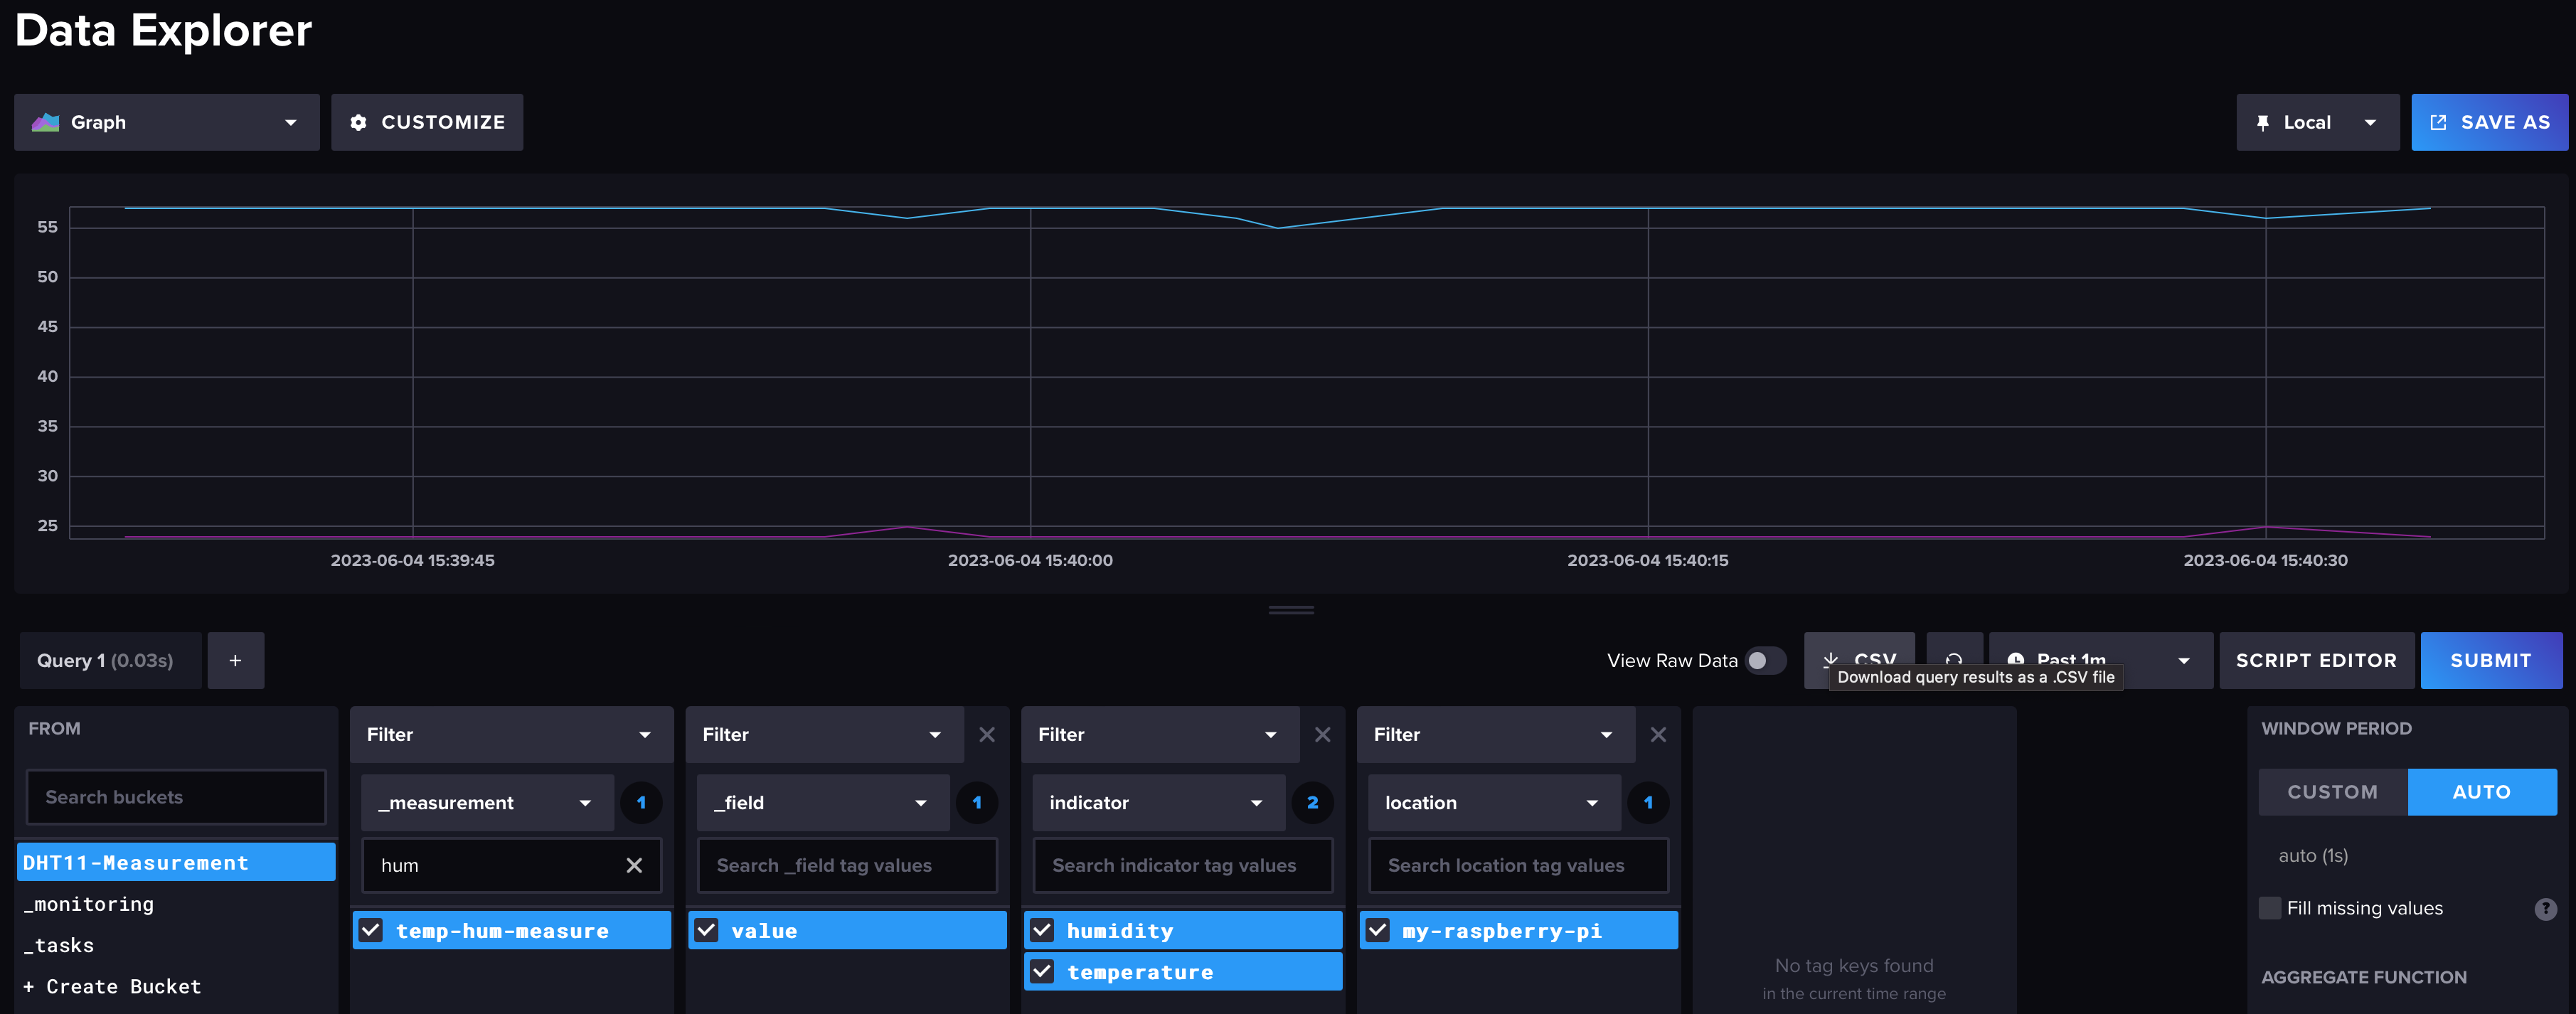 Data Explorer
Graph
CUSTOMIZE
Local
SAVE AS
55
50
45
40
35
30
25
2023-06-04 15:39:45
2023-06-04 15:40:00
2023-06-04 15:40:15
2023-06-04 15:40:30
Query 1 (0.03s)
+
View Raw Data
CSV
Past 1m
SCRIPT EDITOR
SUBMIT
Download query results as a .CSV file
FROM
Search buckets
DHT11-Measurement
_monitoring
_tasks
+ Create Bucket
Filter
_measurement
1
hum
temp-hum-measure
Filter
_field
1
Search _field tag values
value
Filter
indicator
2
Search indicator tag values
humidity
temperature
Filter
location
1
Search location tag values
my-raspberry-pi
No tag keys found
in the current time range
WINDOW PERIOD
CUSTOM
AUTO
auto (1s)
Fill missing values
?
AGGREGATE FUNCTION